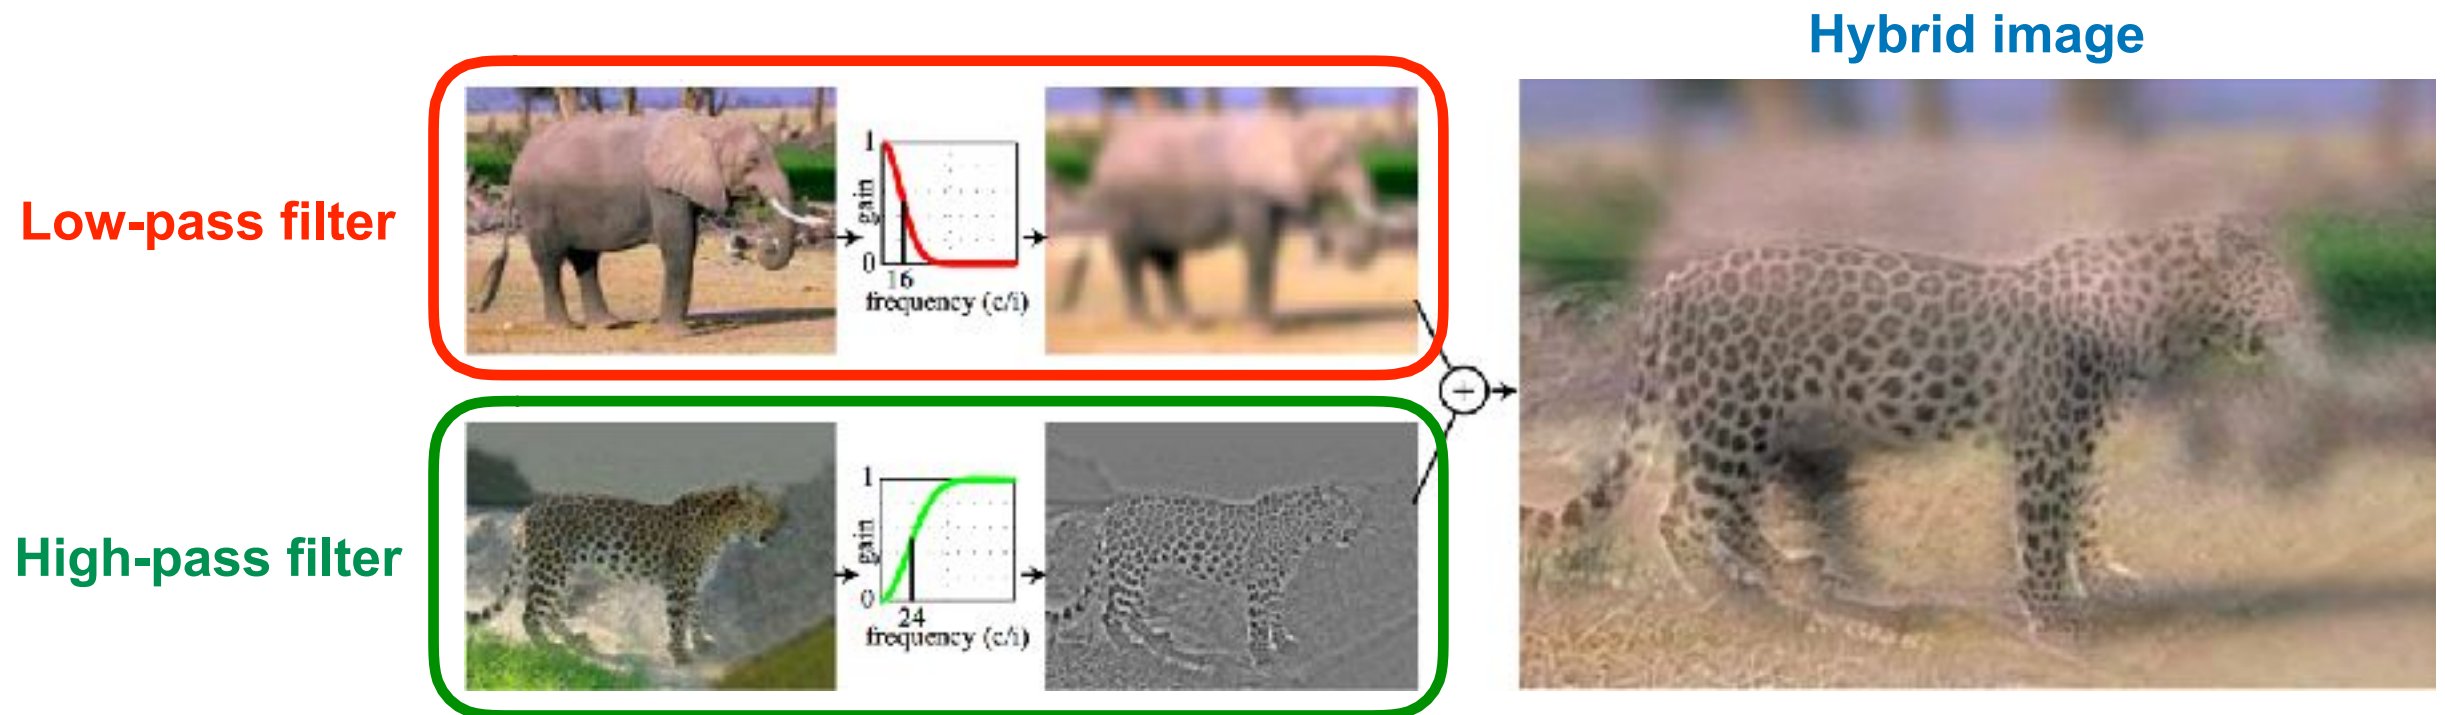 Hybrid image
Low-pass filter
1
gain
0
16
frequency (c/i)
+
High-pass filter
1
gain
0
24
frequency (c/i)